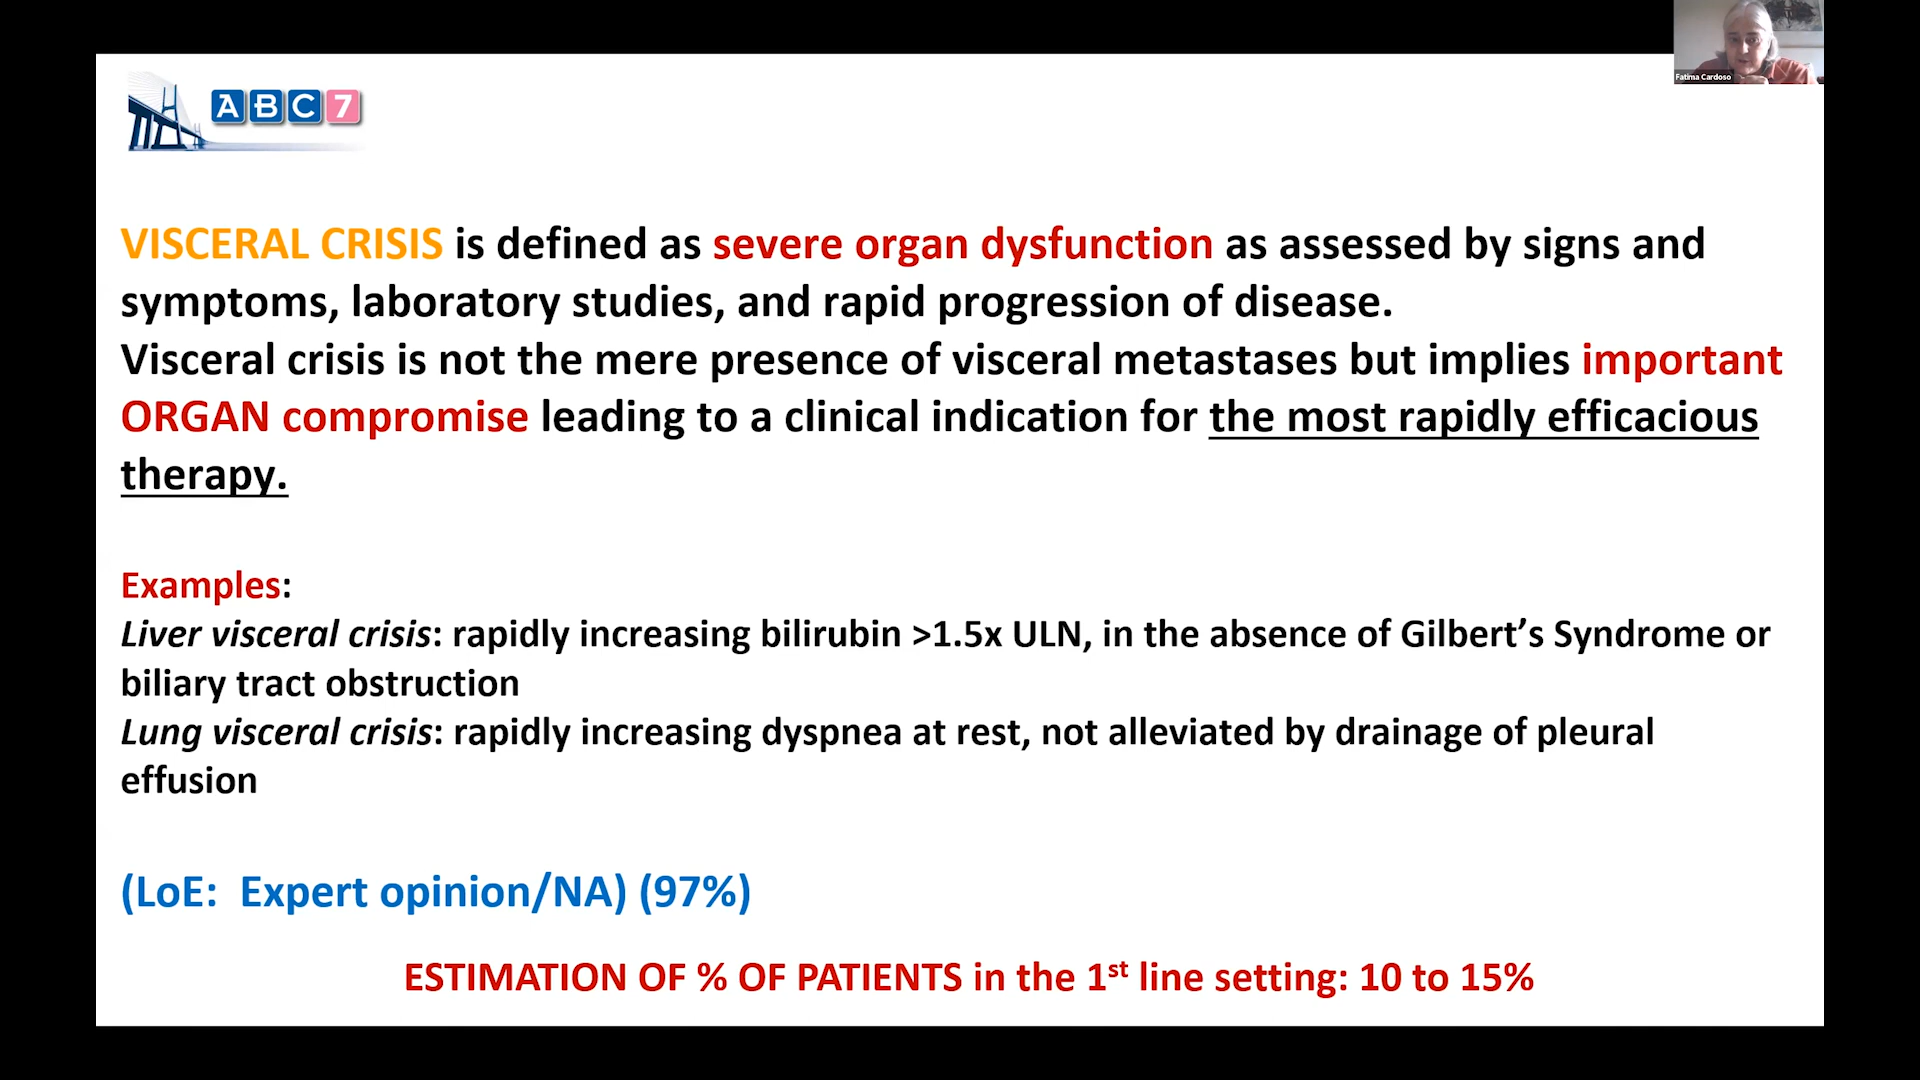 Fatima Cardoso
ABC7
VISCERAL CRISIS is defined as severe organ dysfunction as assessed by signs and
symptoms, laboratory studies, and rapid progression of disease.
Visceral crisis is not the mere presence of visceral metastases but implies important
ORGAN compromise leading to a clinical indication for the most rapidly efficacious
therapy.
Examples:
Liver visceral crisis: rapidly increasing bilirubin >1.5x ULN, in the absence of Gilbert’s Syndrome or
biliary tract obstruction
Lung visceral crisis: rapidly increasing dyspnea at rest, not alleviated by drainage of pleural
effusion
(LoE:  Expert opinion/NA) (97%)
ESTIMATION OF % OF PATIENTS in the 1st line setting: 10 to 15%